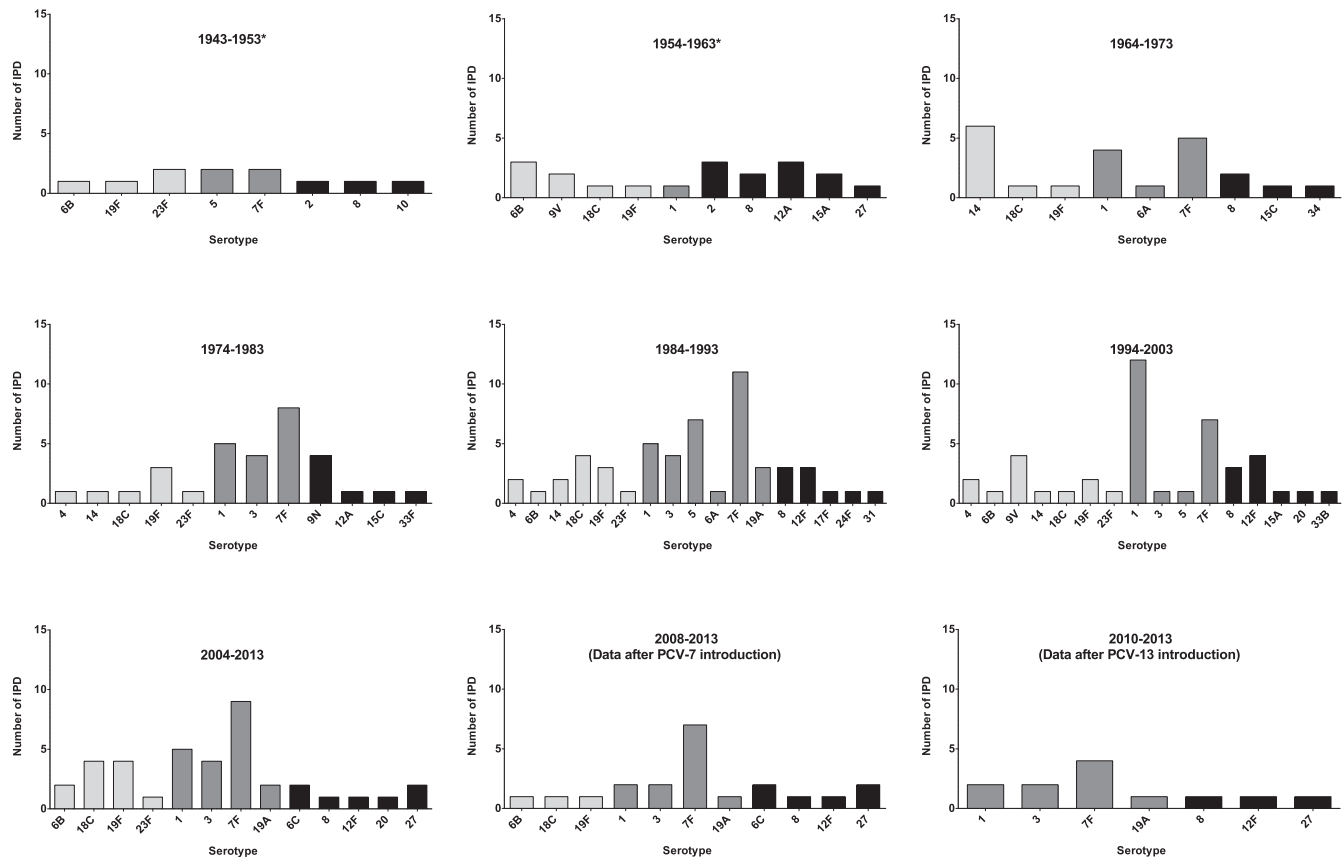 1943-1953*
Number of IPD
15
10
5
0
6B 19F 23F 5 7F 2 8 10
Serotype
1954-1963*
Number of IPD
15
10
5
0
6B 9V 18C 19F 1 2 8 12A 15A 27
Serotype
1964-1973
Number of IPD
15
10
5
0
14 18C 19F 1 6A 7F 8 15C 34
Serotype
1974-1983
Number of IPD
15
10
5
0
4 14 18C 19F 23F 1 3 7F 9N 12A 15C 33F
Serotype
1984-1993
Number of IPD
15
10
5
0
4 6B 14 18C 19F 23F 1 3 5 6A 7F 19A 8 12F 17F 24F 31
Serotype
1994-2003
Number of IPD
15
10
5
0
4 6B 9V 14 18C 19F 23F 1 3 5 7F 8 12F 15A 20 33B
Serotype
2004-2013
Number of IPD
15
10
5
0
6B 18C 19F 23F 1 3 7F 19A 6C 8 12F 20 27
Serotype
2008-2013
(Data after PCV-7 introduction)
Number of IPD
15
10
5
0
6B 18C 19F 1 3 7F 19A 6C 8 12F 27
Serotype
2010-2013
(Data after PCV-13 introduction)
Number of IPD
15
10
5
0
1 3 7F 19A 8 12F 27
Serotype